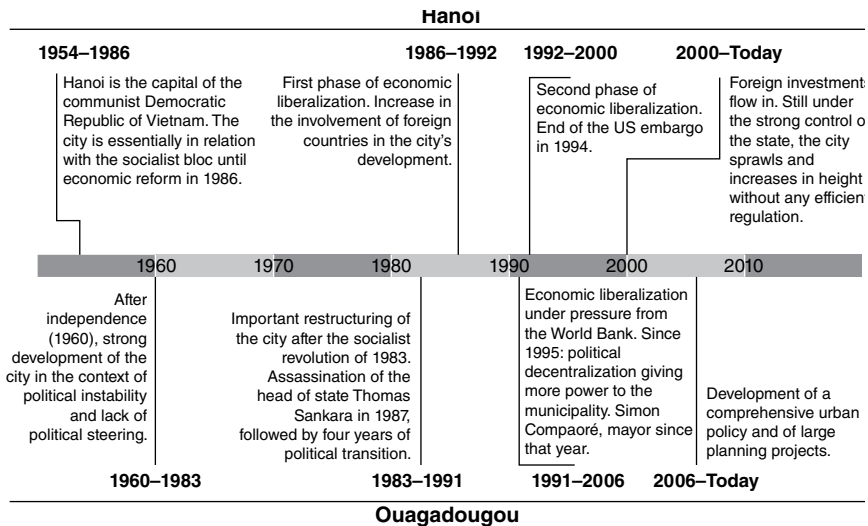 Hanoi
1954–1986
Hanoi is the capital of the
communist Democratic
Republic of Vietnam. The
city is essentially in relation
with the socialist bloc until
economic reform in 1986.
1986–1992
First phase of economic
liberalization. Increase in
the involvement of foreign
countries in the city’s
development.
1992–2000
Second phase of
economic liberalization.
End of the US embargo
in 1994.
2000–Today
Foreign investments
flow in. Still under
the strong control o
the state, the city
sprawls and
increases in height
without any efficien
regulation.
1960 1970 1980 1990 2000 2010
After
independence
(1960), strong
development of the
city in the context of
political instability
and lack of
political steering.
1960–1983
Important restructuring of
the city after the socialist
revolution of 1983.
Assassination of the
head of state Thomas
Sankara in 1987,
followed by four years of
political transition.
1983–1991
Economic liberalization
under pressure from
the World Bank. Since
1995: political
decentralization giving
more power to the
municipality. Simon
Compaoré, mayor since
that year.
1991–2006
Development of a
comprehensive urban
policy and of large
planning projects.
2006–Today
Ouagadougou